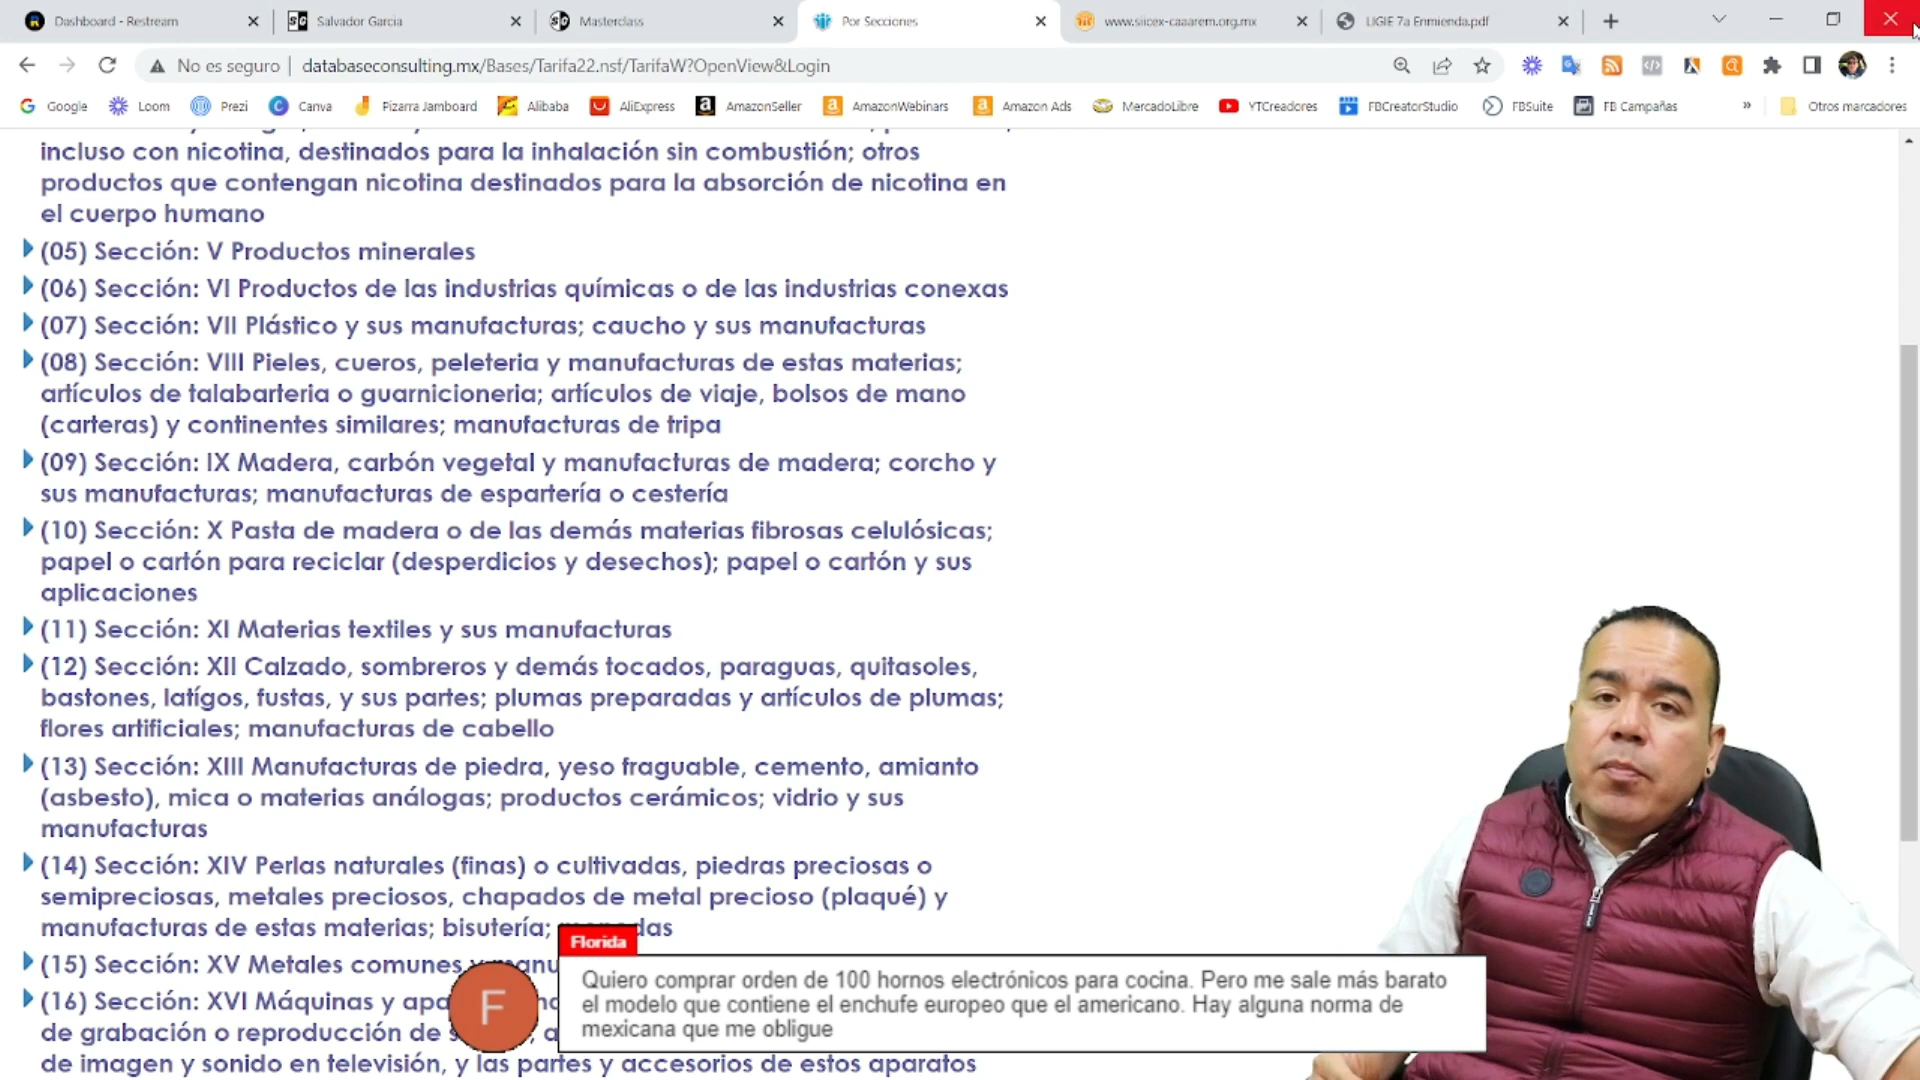 Dashboard - Restream
Salvador Garcia
Masterclass
Por Secciones
www.siicex-caaarem.org.mx
LIGIE 7a Enmienda.pdf
No es seguro
databaseconsulting.mx/Bases/Tarifa22.nsf/TarifaW?OpenView&Login
Google
Loom
Prezi
Canva
Pizarra Jamboard
Alibaba
AliExpress
AmazonSeller
AmazonWebinars
Amazon Ads
MercadoLibre
YTCreadores
FBCreatorStudio
FBSuite
FB Campañas
»
Otros marcadores
incluso con nicotina, destinados para la inhalación sin combustión; otros
productos que contengan nicotina destinados para la absorción de nicotina en
el cuerpo humano
(05) Sección: V Productos minerales
(06) Sección: VI Productos de las industrias químicas o de las industrias conexas
(07) Sección: VII Plástico y sus manufacturas; caucho y sus manufacturas
(08) Sección: VIII Pieles, cueros, peleteria y manufacturas de estas materias;
artículos de talabarteria o guarnicioneria; artículos de viaje, bolsos de mano
(carteras) y continentes similares; manufacturas de tripa
(09) Sección: IX Madera, carbón vegetal y manufacturas de madera; corcho y
sus manufacturas; manufacturas de espartería o cestería
(10) Sección: X Pasta de madera o de las demás materias fibrosas celulósicas;
papel o cartón para reciclar (desperdicios y desechos); papel o cartón y sus
aplicaciones
(11) Sección: XI Materias textiles y sus manufacturas
(12) Sección: XII Calzado, sombreros y demás tocados, paraguas, quitasoles,
bastones, latígos, fustas, y sus partes; plumas preparadas y artículos de plumas;
flores artificiales; manufacturas de cabello
(13) Sección: XIII Manufacturas de piedra, yeso fraguable, cemento, amianto
(asbesto), mica o materias análogas; productos cerámicos; vidrio y sus
manufacturas
(14) Sección: XIV Perlas naturales (finas) o cultivadas, piedras preciosas o
semipreciosas, metales preciosos, chapados de metal precioso (plaqué) y
manufacturas de estas materias; bisutería;
(15) Sección: XV Metales comunes y
(16) Sección: XVI Máquinas y
de grabación o reproducción de
de imagen y sonido en televisión, y las partes y accesorios de estos aparatos
Florida
F
Quiero comprar orden de 100 hornos electrónicos para cocina. Pero me sale más barato
el modelo que contiene el enchufe europeo que el americano. Hay alguna norma de
mexicana que me obligue